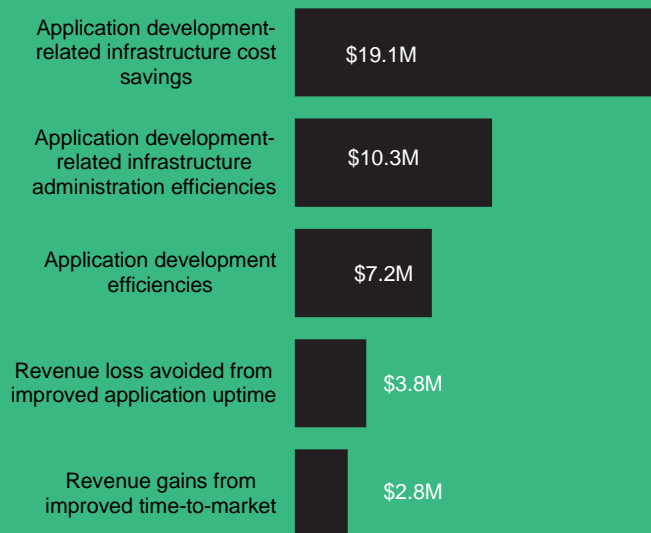 Application development-
related infrastructure cost
savings
$19.1M
Application development-
related infrastructure
administration efficiencies
$10.3M
Application development
efficiencies
$7.2M
Revenue loss avoided from
improved application uptime
$3.8M
Revenue gains from
improved time-to-market
$2.8M